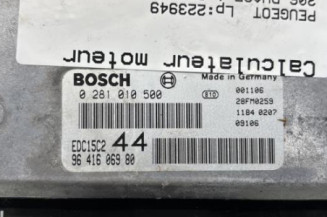 PEUGEOT Lp:223949
Calculateur moteur
BOSCH
Made in Germany
0 281 010 500
001106
28FM0259
1184 0207
09106
EDC15C2 44
96 416 069 80